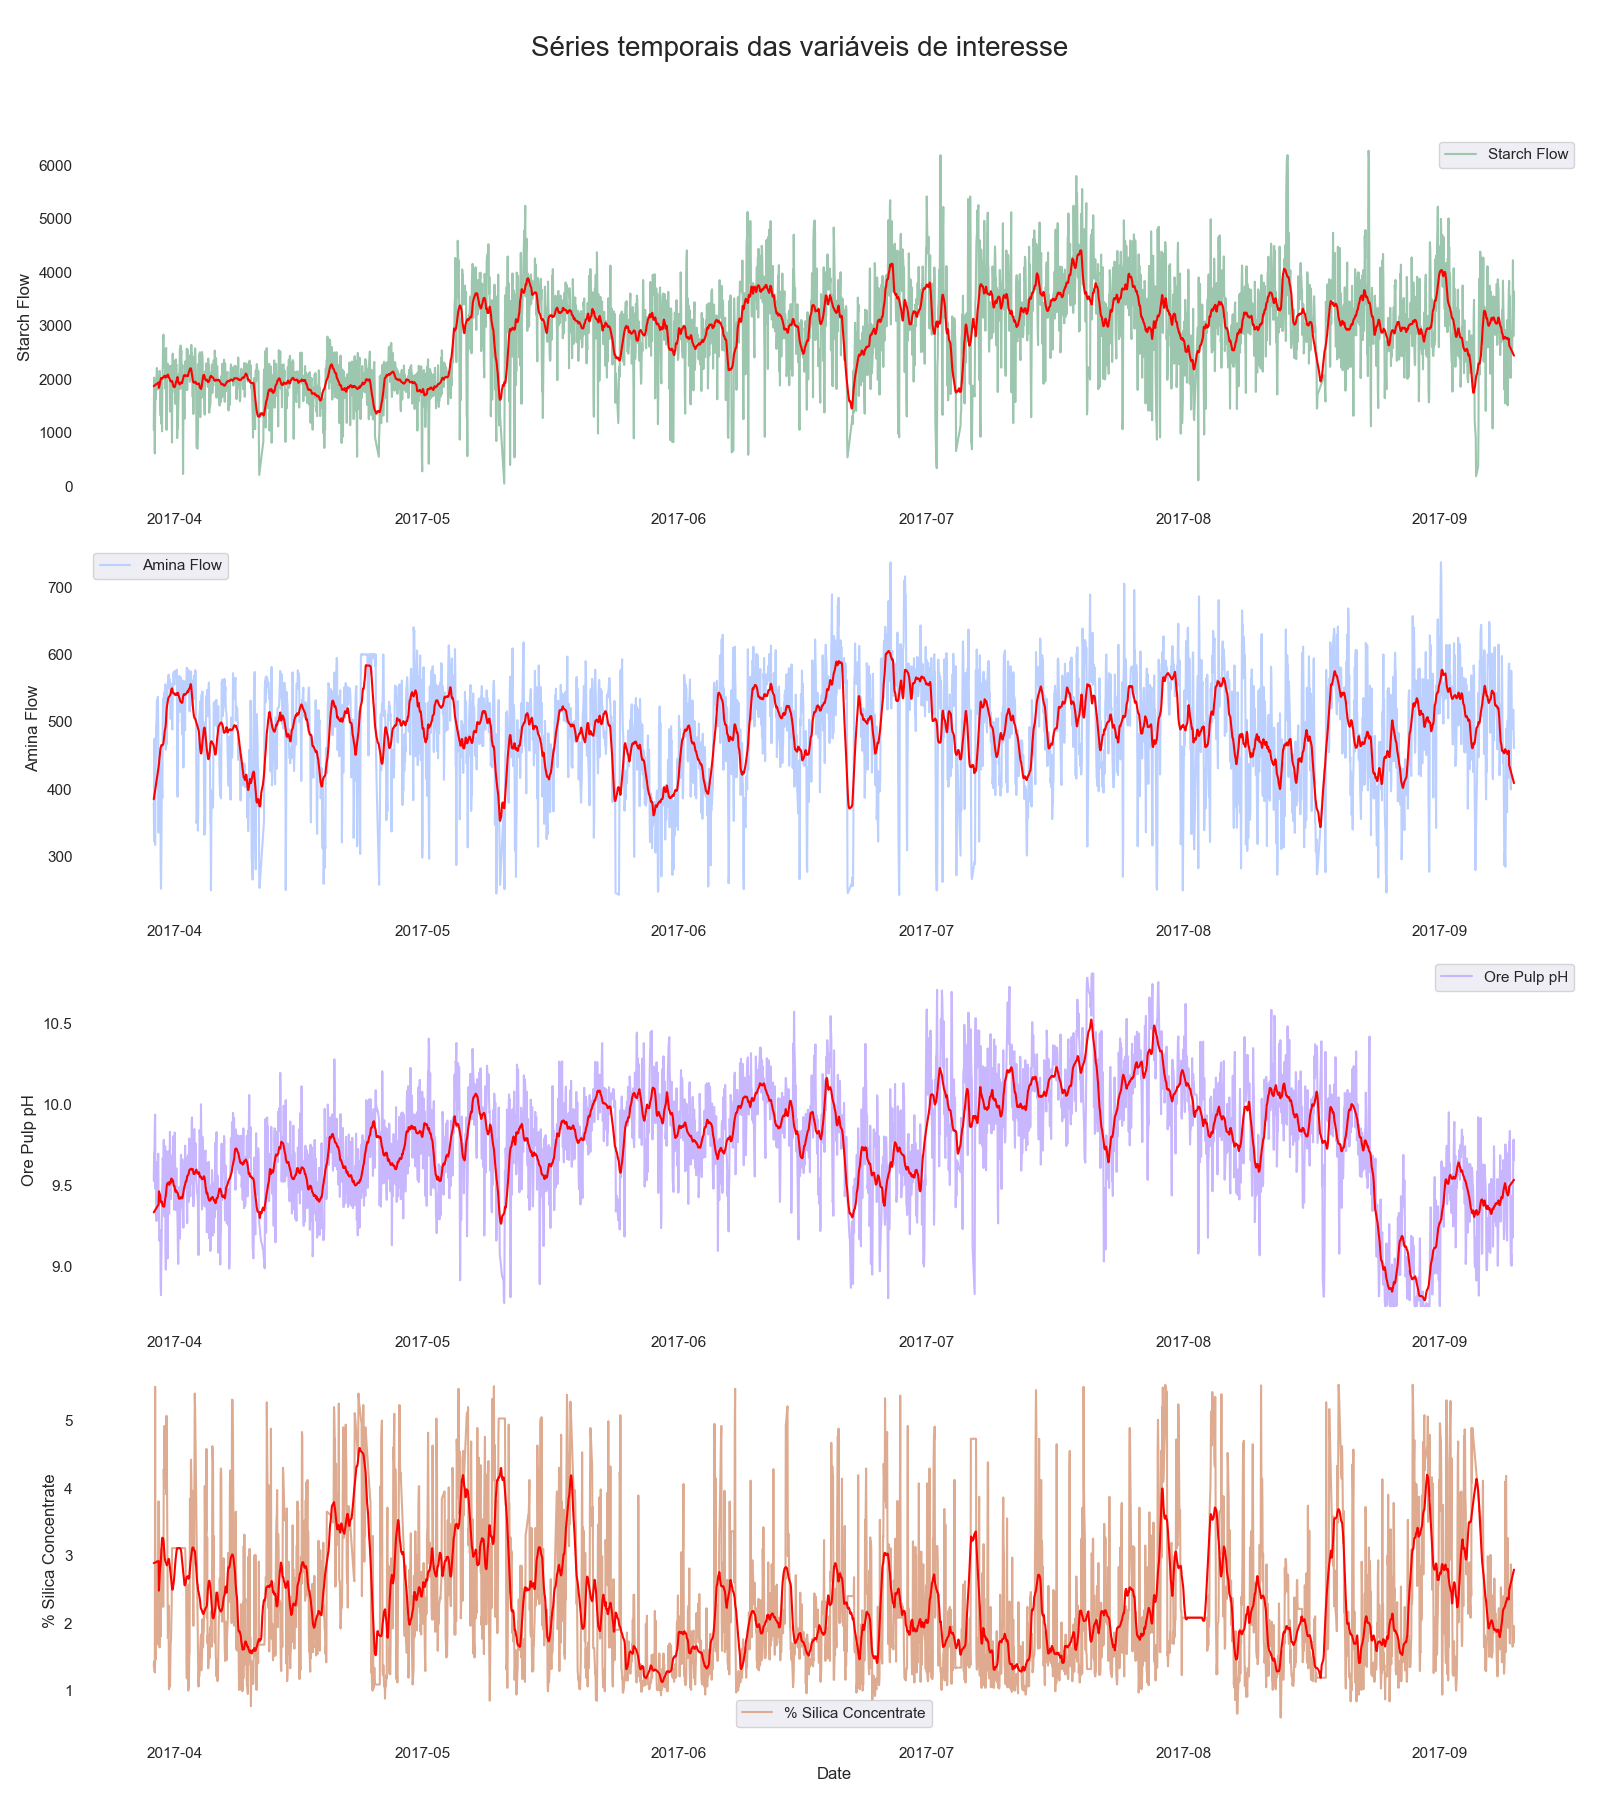 Séries temporais das variáveis de interesse
Starch Flow
6000
5000
4000
3000
2000
1000
0
Starch Flow
2017-04 2017-05 2017-06 2017-07 2017-08 2017-09
Amina Flow
700
600
500
400
300
Amina Flow
2017-04 2017-05 2017-06 2017-07 2017-08 2017-09
Ore Pulp pH
10.5
10.0
9.5
9.0
Ore Pulp pH
2017-04 2017-05 2017-06 2017-07 2017-08 2017-09
5
4
3
2
1
% Silica Concentrate
% Silica Concentrate
2017-04 2017-05 2017-06 2017-07 2017-08 2017-09
Date